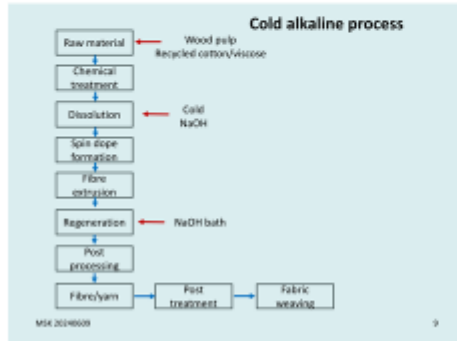 Cold alkaline process
Raw material
Wood pulp
Recycled cotton/viscose
Chemical
treatment
Dissolution
Cold
NaOH
Spin dope
formation
Fibre
extrusion
Regeneration
NaOH bath
Post
processing
Fibre/yarn
Post
treatment
Fabric
weaving
MSK 20240609
9